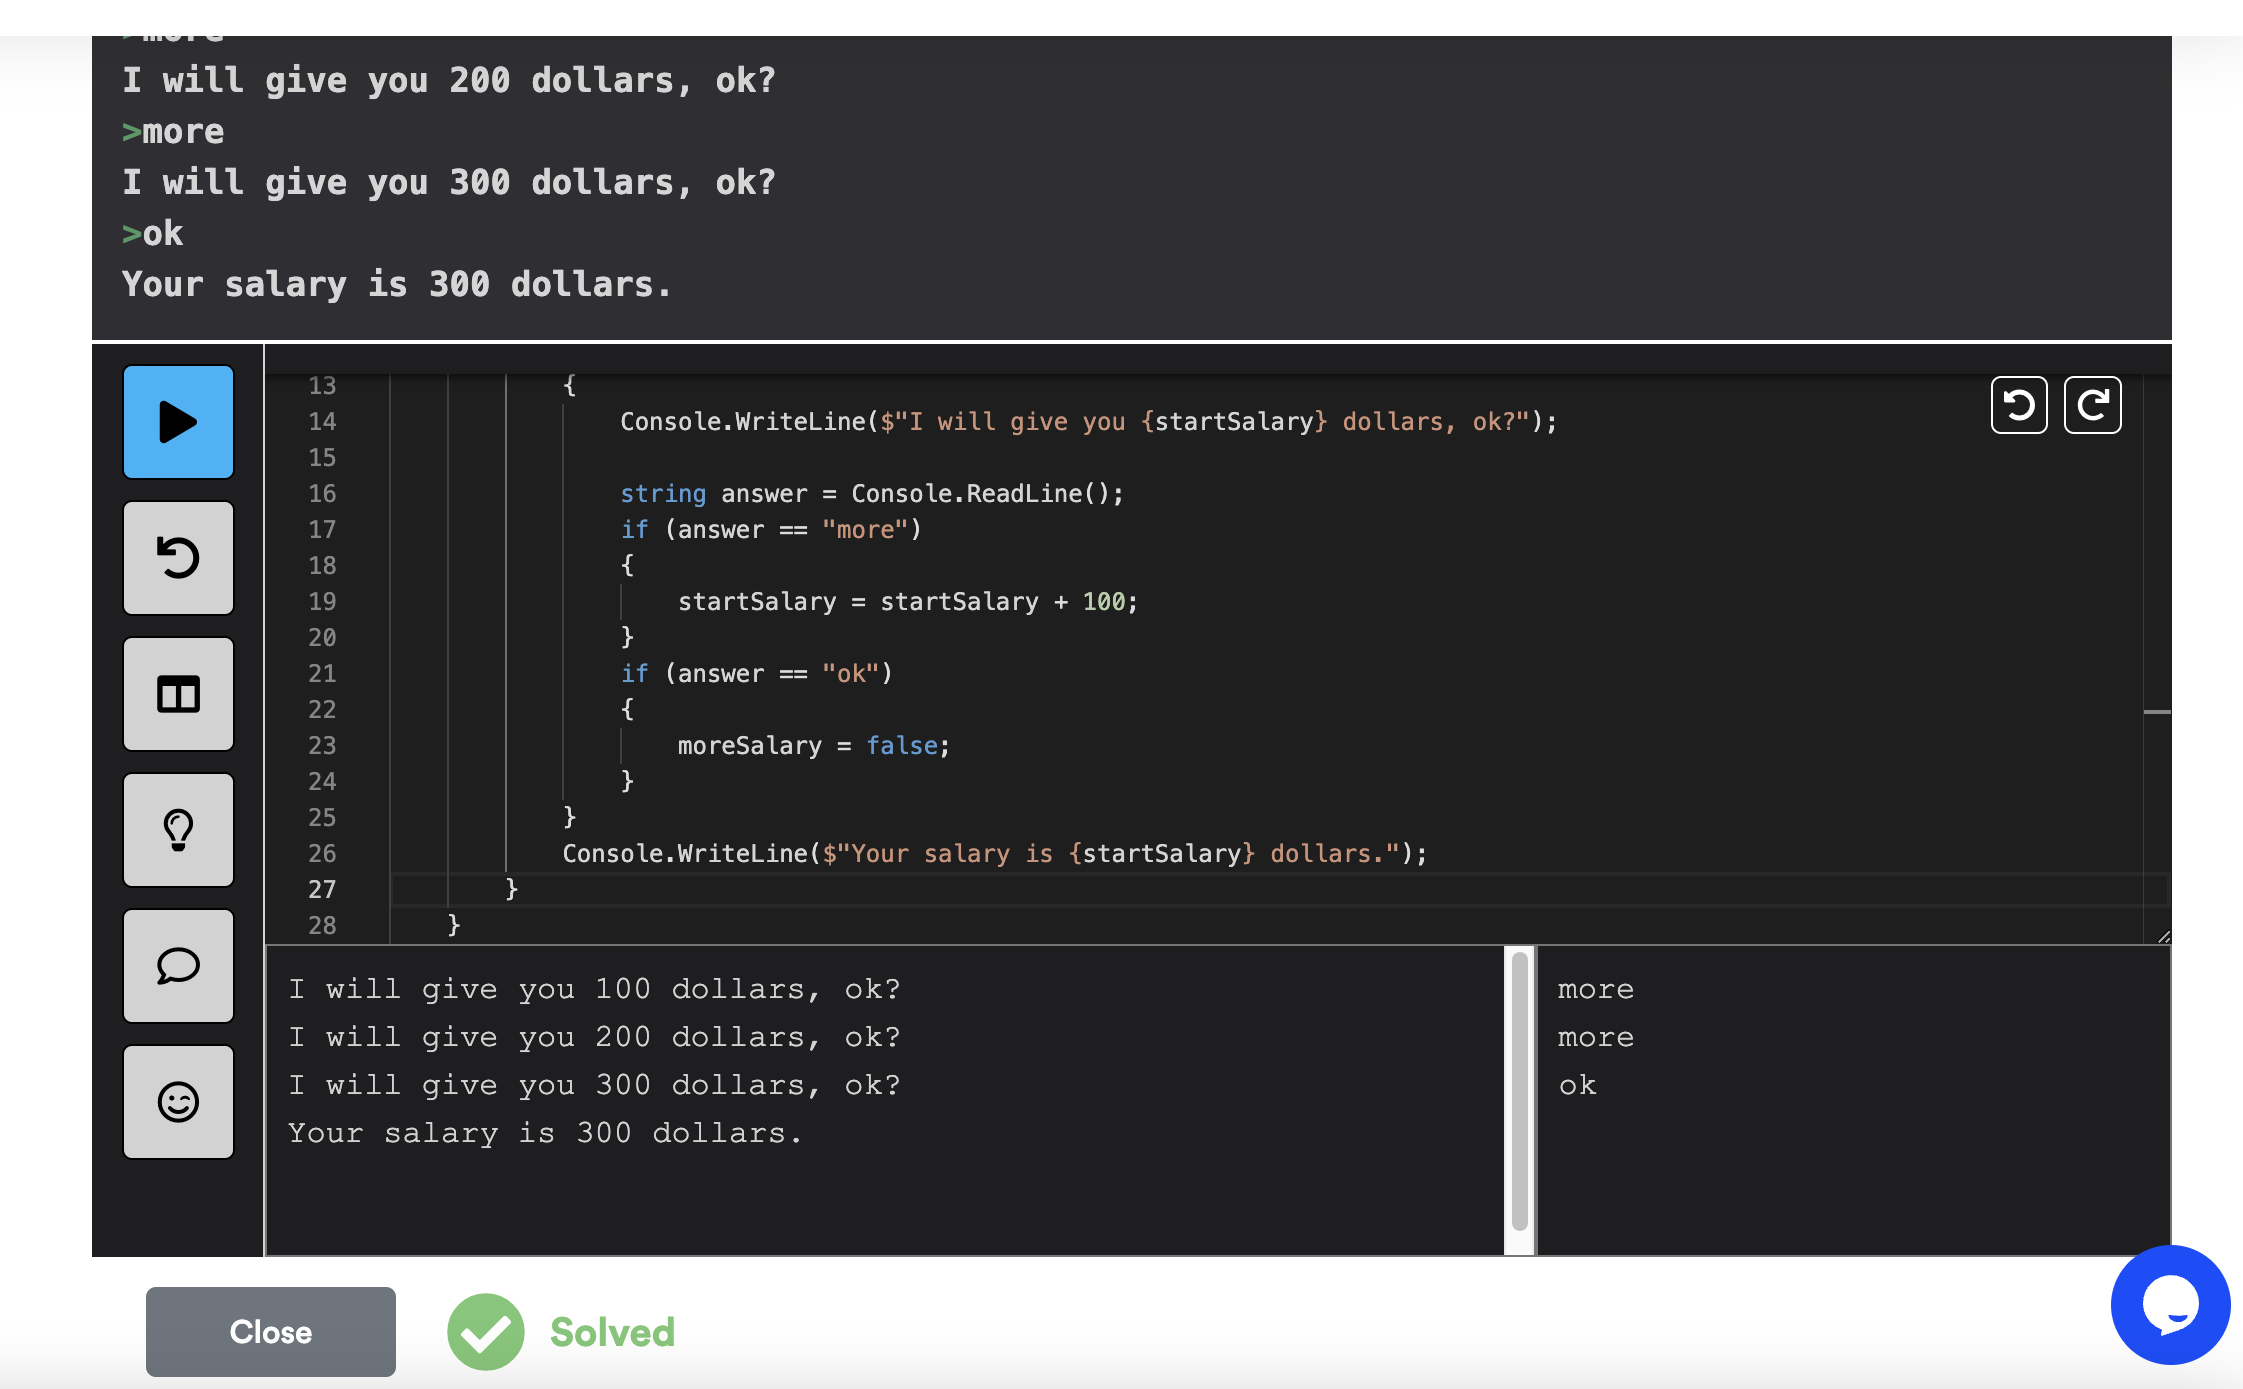 >more
I will give you 200 dollars, ok?
>more
I will give you 300 dollars, ok?
>ok
Your salary is 300 dollars.
13 {
14 Console.WriteLine($"I will give you {startSalary} dollars, ok?");
15
16 string answer = Console.ReadLine();
17 if (answer == "more")
18 {
19 startSalary = startSalary + 100;
20 }
21 if (answer == "ok")
22 {
23 moreSalary = false;
24 }
25 }
26 Console.WriteLine($"Your salary is {startSalary} dollars.");
27 }
28 }
I will give you 100 dollars, ok?
I will give you 200 dollars, ok?
I will give you 300 dollars, ok?
Your salary is 300 dollars.
more
more
ok
Close
Solved